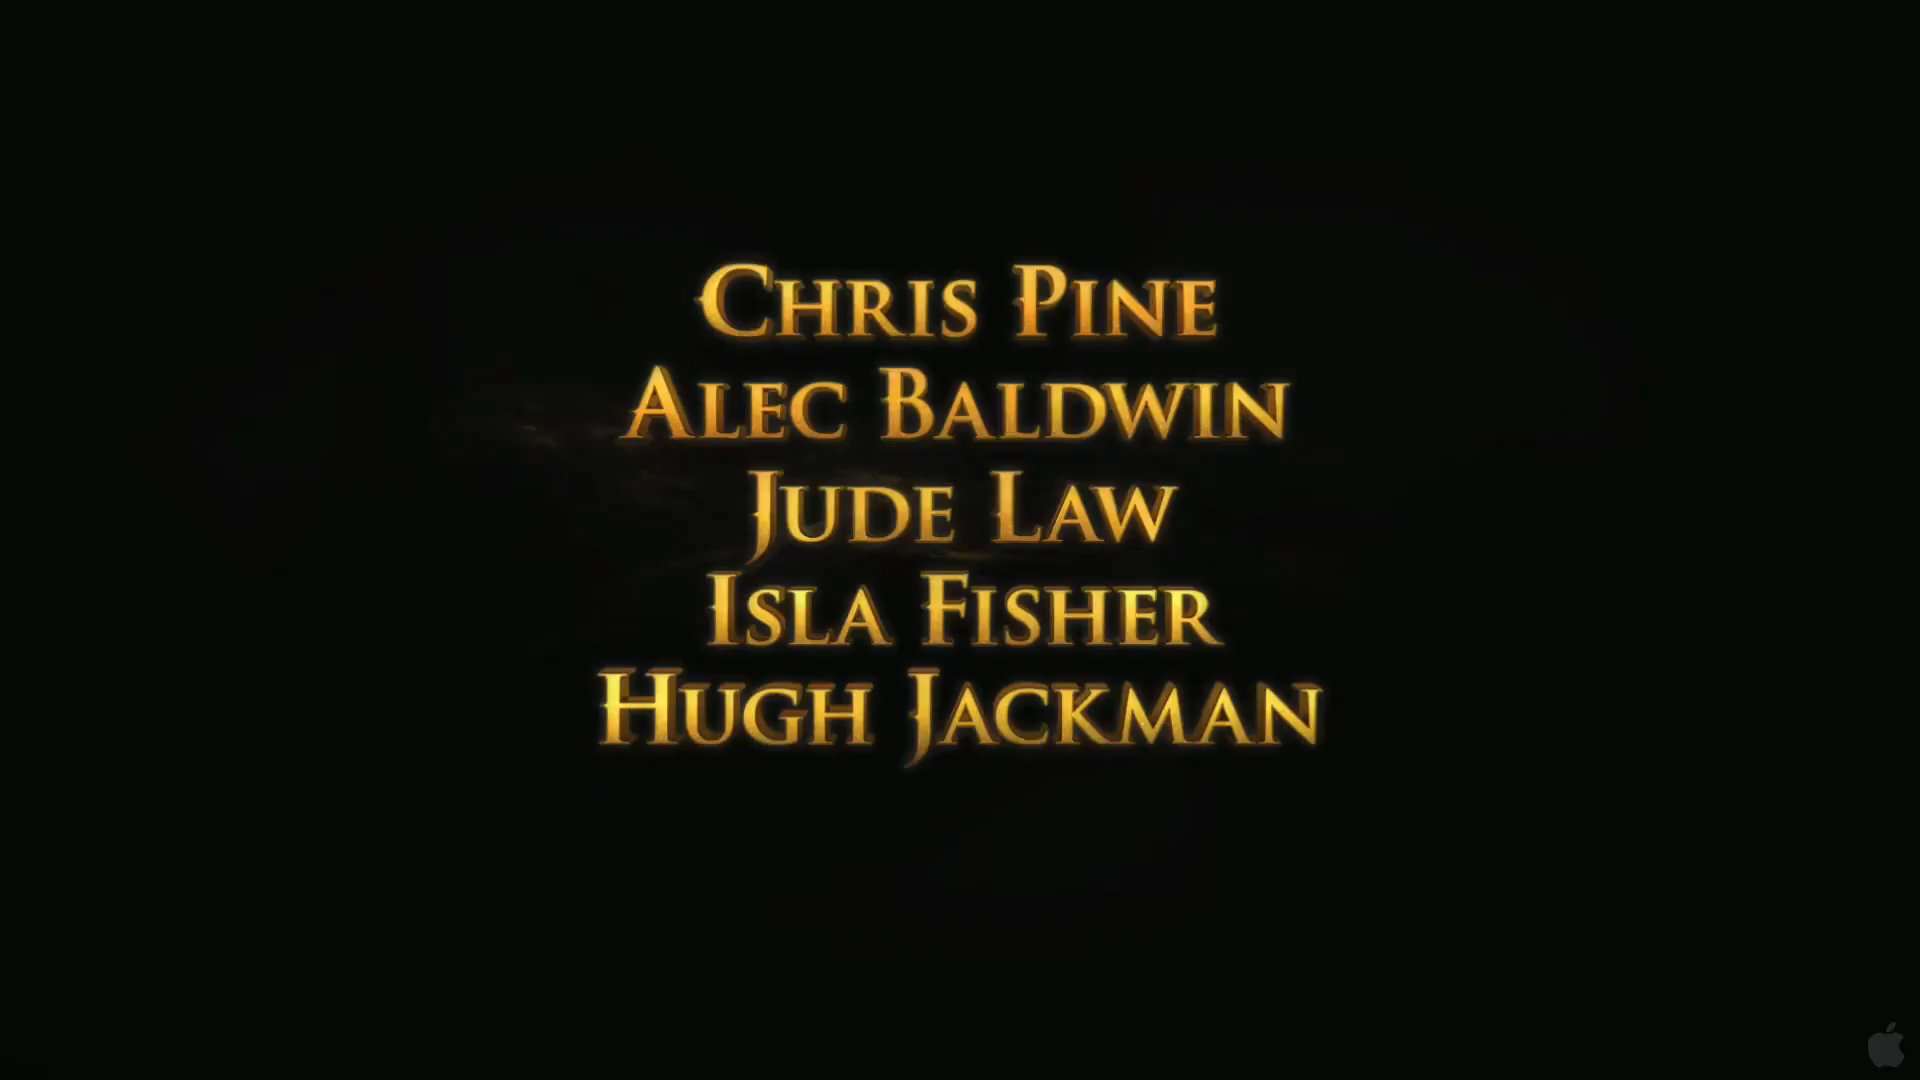 Chris Pine
Alec Baldwin
Jude Law
Isla Fisher
Hugh Jackman